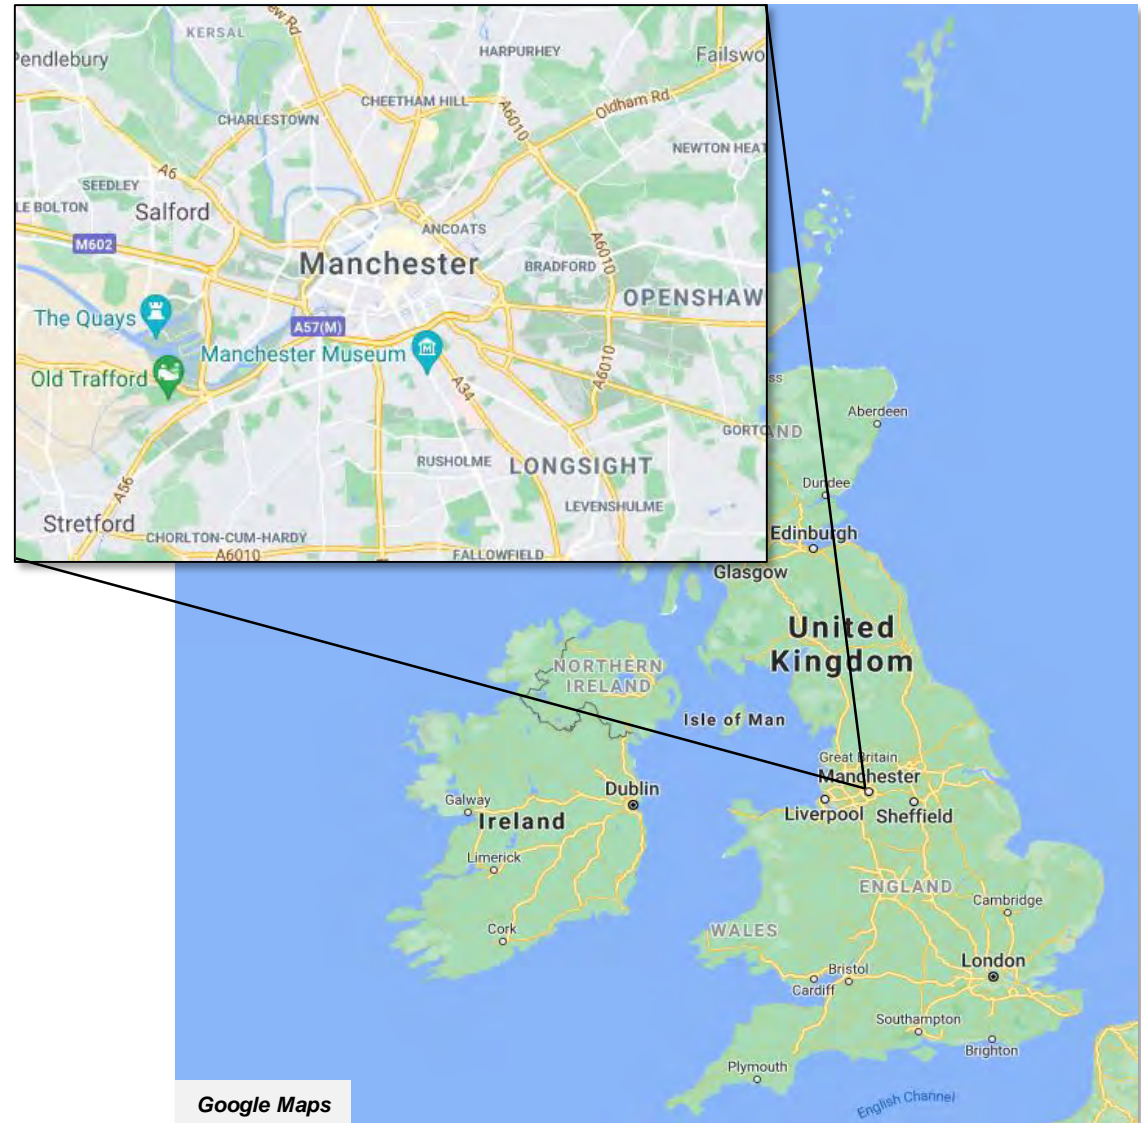 New Rd
KERSAL
Pendlebury
HARPURHEY
Failswo
CHEETHAM HILL
A6010
Oldham Rd
CHARLESTOWN
NEWTON HEAT
A6
SEEDLEY
LE BOLTON
Salford
ANCOATS
M602
A6010
Manchester
BRADFORD
OPENSHAW
The Quays
A57(M)
Manchester Museum
Old Trafford
A34
A6010
GORTON
RUSHOLME
LONGSIGHT
A56
LEVENSHULME
Stretford
CHORLTON-CUM-HARDY
A6010
FALLOWFIELD
ss
Aberdeen
AND
Dundee
Edinburgh
Glasgow
United
Kingdom
NORTHERN
IRELAND
Isle of Man
Great Britain
Manchester
Dublin
Galway
Liverpool
Sheffield
Ireland
Limerick
ENGLAND
Cambridge
Cork
WALES
London
Bristol
Cardiff
Southampton
Brighton
Plymouth
English Channel
Google Maps